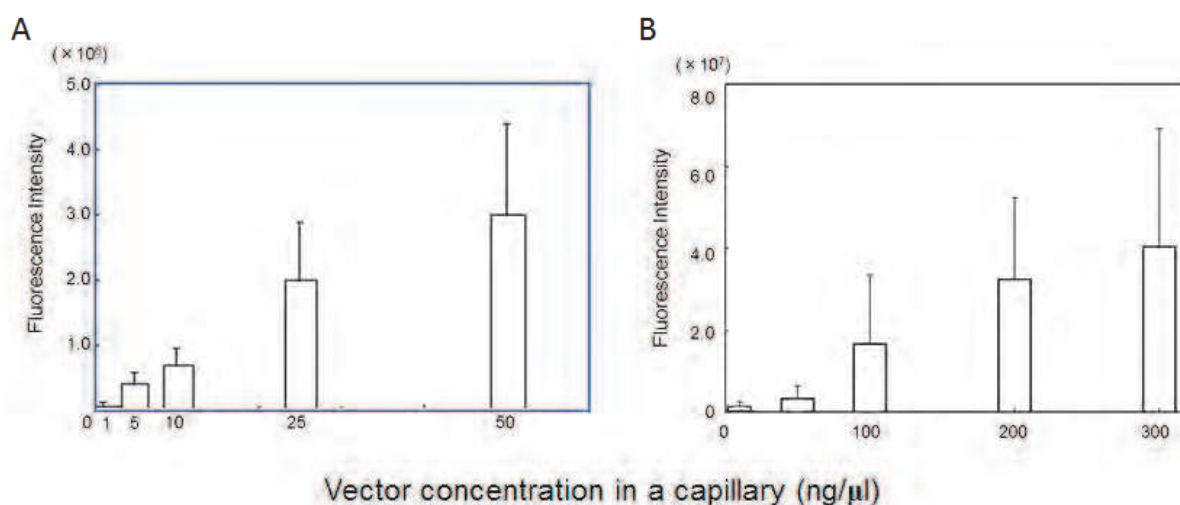 A
(×10⁶)
5.0
4.0
3.0
2.0
1.0
0 1 5 10 25 50
Fluorescence Intensity
B
(×10⁷)
8.0
6.0
4.0
2.0
0
0 100 200 300
Fluorescence Intensity
Vector concentration in a capillary (ng/μl)